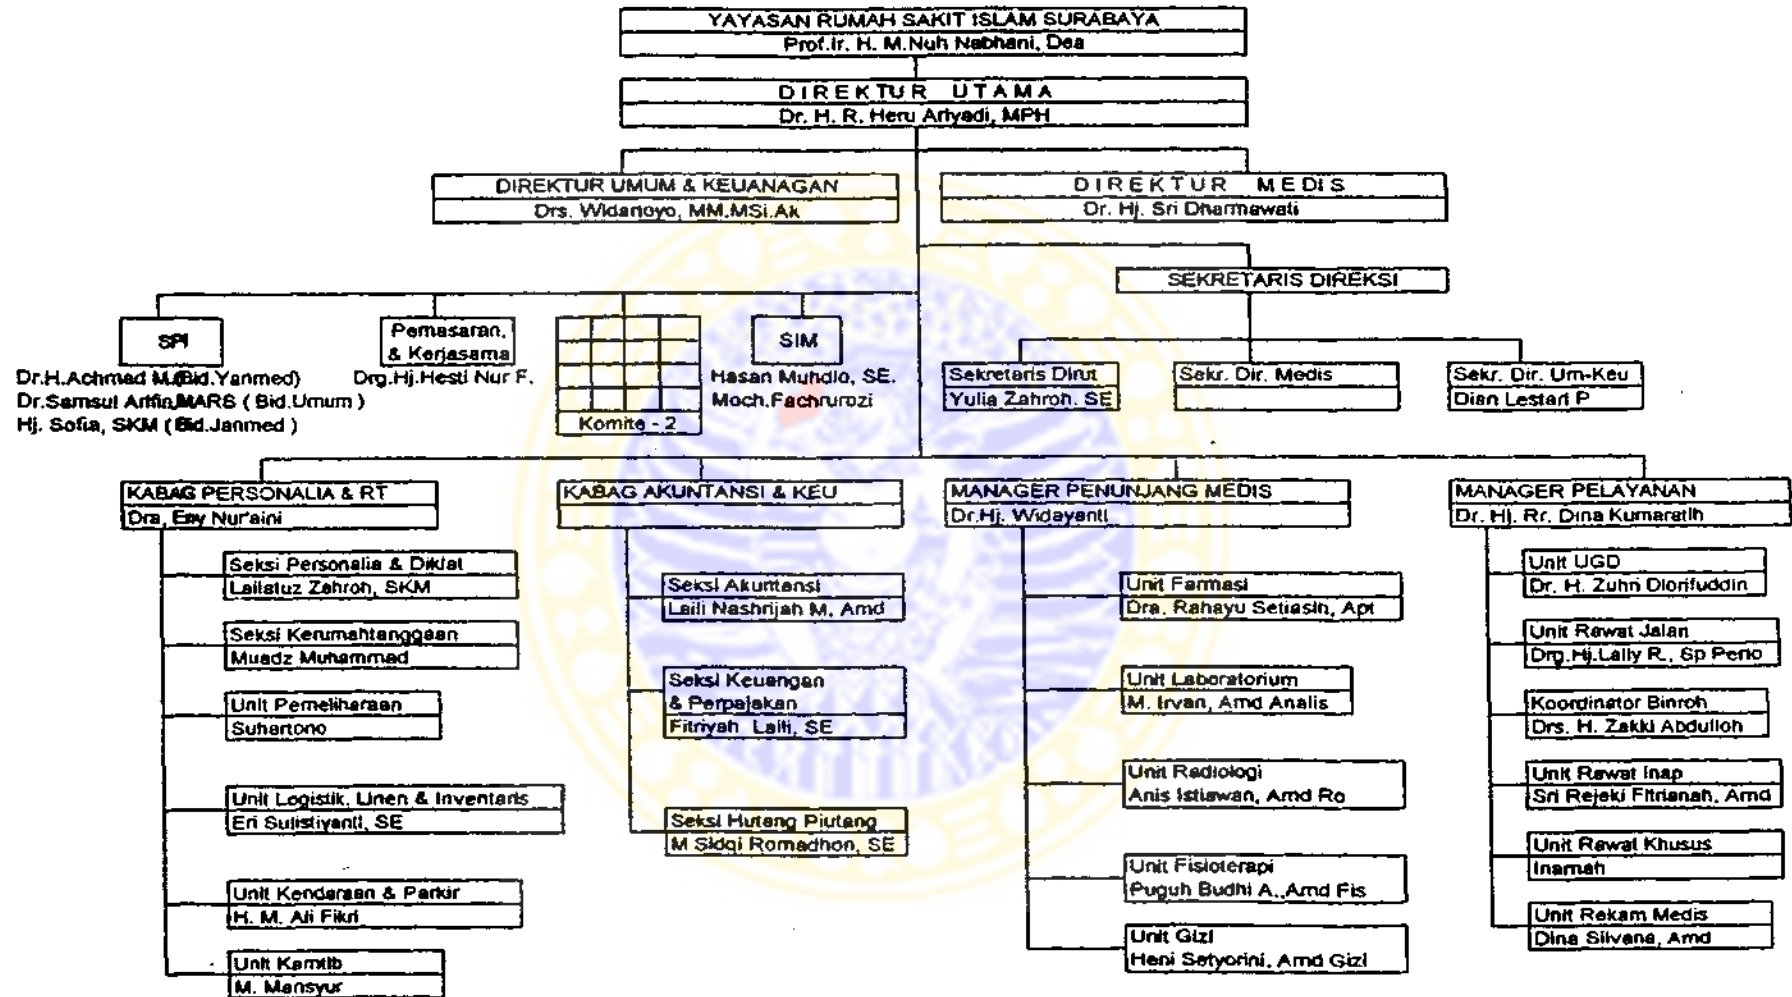 YAYASAN RUMAH SAKIT ISLAM SURABAYA
Prof.Ir. H. M.Nuh Nabhani, Dea
DIREKTUR UTAMA
Dr. H. R. Heru Ariyadi, MPH
DIREKTUR UMUM & KEUANAGAN
Drs. Widartoyo, MM.MSi.Ak
DIREKTUR MEDIS
Dr. Hj. Sri Dharmawati
SEKRETARIS DIREKSI
SPI
Dr.H.Achmad M.(Bid.Yanmed)
Dr.Samsul Arifin,MARS ( Bid.Umum )
Hj. Sofia, SKM ( Bid.Janmed )
Pemasaran,
& Kerjasama
Drg.Hj.Hesti Nur F.
Komite - 2
SIM
Hasan Muhdlo, SE.
Moch.Fachrurozi
Sekretaris Dirut
Yulia Zahroh. SE
Sekr. Dir. Medis
Sekr. Dir. Um-Keu
Dian Lestari P
KABAG PERSONALIA & RT
Dra, Eny Nur'aini
Seksi Personalia & Diklat
Lailatuz Zahroh, SKM
Seksi Kerumahtanggaan
Muadz Muhammad
Unit Pemeliharaan
Suhartono
Unit Logistik, Linen & Inventaris
Eri Sulistiyanti, SE
Unit Kendaraan & Parkir
H. M. Ali Fikri
Unit Kamtib
M. Mansyur
KABAG AKUNTANSI & KEU
Seksi Akuntansi
Laili Nashrijah M, Amd
Seksi Keuangan
& Perpajakan
Fitriyah Laili, SE
Seksi Hutang Piutang
M Sidqi Romadhon, SE
MANAGER PENUNJANG MEDIS
Dr.Hj. Widayanti
Unit Farmasi
Dra. Rahayu Setiasih, Apt
Unit Laboratorium
M. Irvan, Amd Analis
Unit Radiologi
Anis Istiawan, Amd Ro
Unit Fisioterapi
Puguh Budhi A.,Amd Fis
Unit Gizi
Heni Setyorini, Amd Gizi
MANAGER PELAYANAN
Dr. Hj. Rr. Dina Kumaratih
Unit UGD
Dr. H. Zuhri
Unit Rawat Jalan
Drg.Hj.Lally R., Sp Perio
Koordinator Binroh
Drs. H. Zakki Abdulloh
Unit Rawat Inap
Sri Rejeki Fitrianah, Amd
Unit Rawat Khusus
Inamah
Unit Rekam Medis
Dina Silvana, Amd